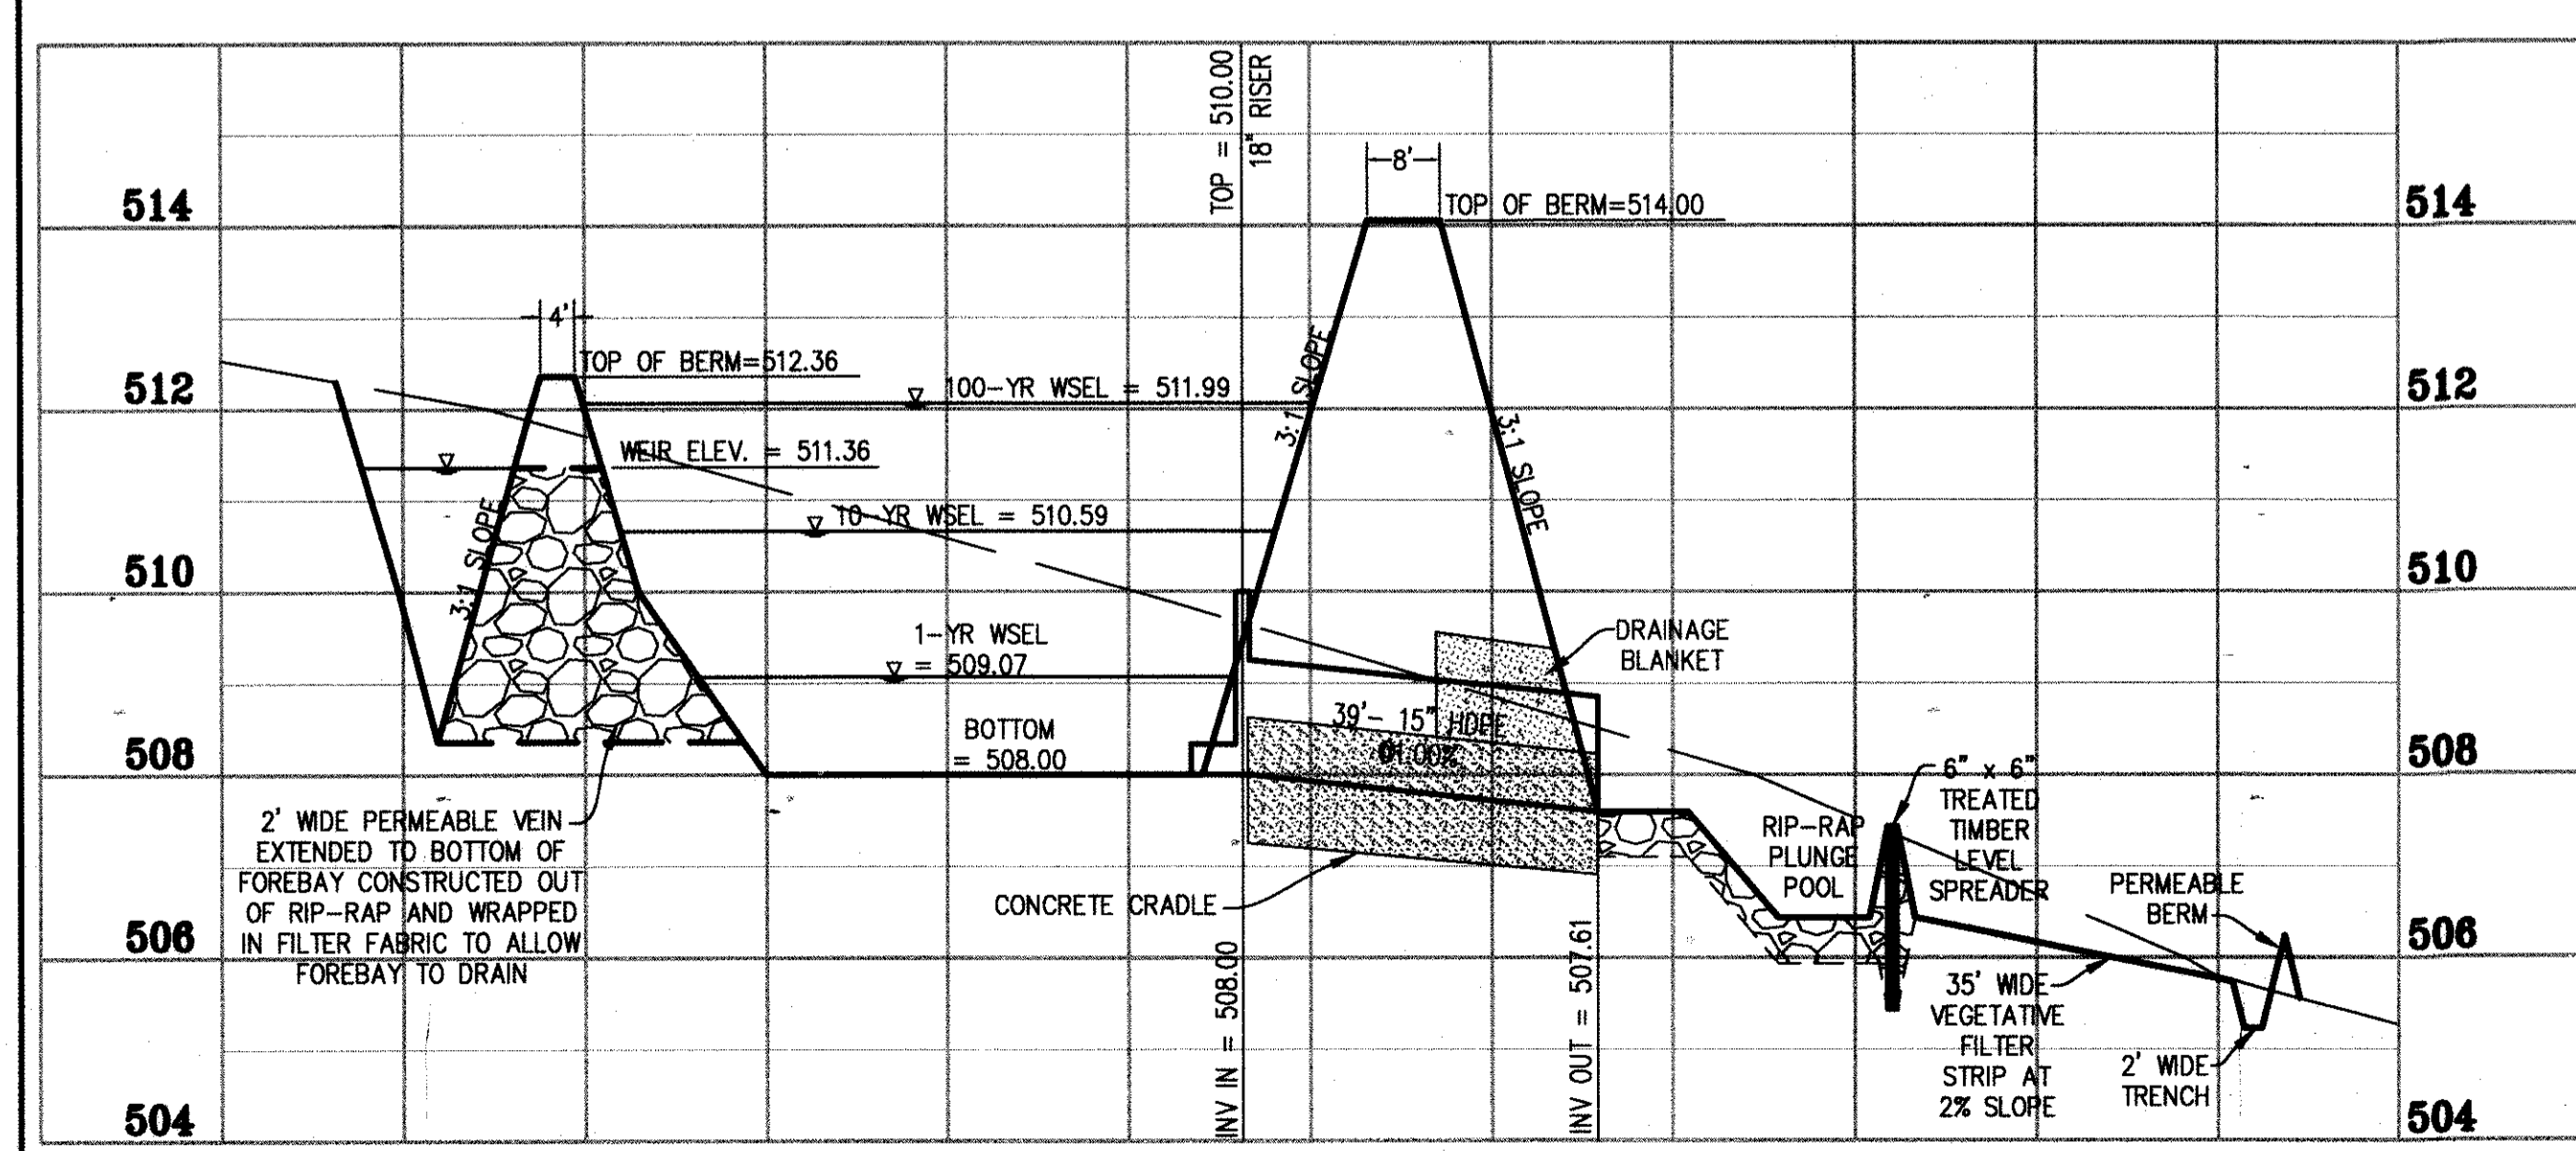 TOP = 510.00
18" RISER
8'
514
TOP OF BERM=514.00
514
4'
TOP OF BERM=512.36
3:1 SLOPE
512
100-YR WSEL = 511.99
512
WEIR ELEV. = 511.36
3:1 SLOPE
3:1 SLOPE
10-YR WSEL = 510.59
510
510
1-YR WSEL
= 509.07
DRAINAGE
BLANKET
39'- 15" HDPE
@1.00%
BOTTOM
= 508.00
508
508
6" x 6"
TREATED
TIMBER
LEVEL
SPREADER
2' WIDE PERMEABLE VEIN
EXTENDED TO BOTTOM OF
FOREBAY CONSTRUCTED OUT
OF RIP-RAP AND WRAPPED
IN FILTER FABRIC TO ALLOW
FOREBAY TO DRAIN
RIP-RAP
PLUNGE
POOL
CONCRETE CRADLE
PERMEABLE
BERM
506
506
INV IN = 508.00
INV OUT = 507.61
35' WIDE
VEGETATIVE
FILTER
STRIP AT
2% SLOPE
2' WIDE
TRENCH
504
504